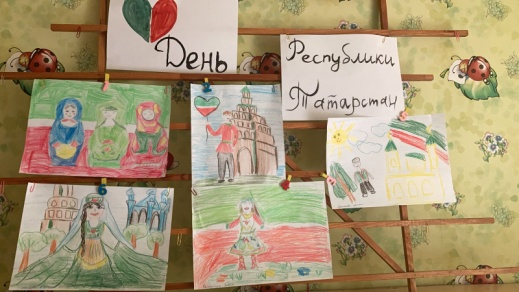 День
Республики
Татарстан